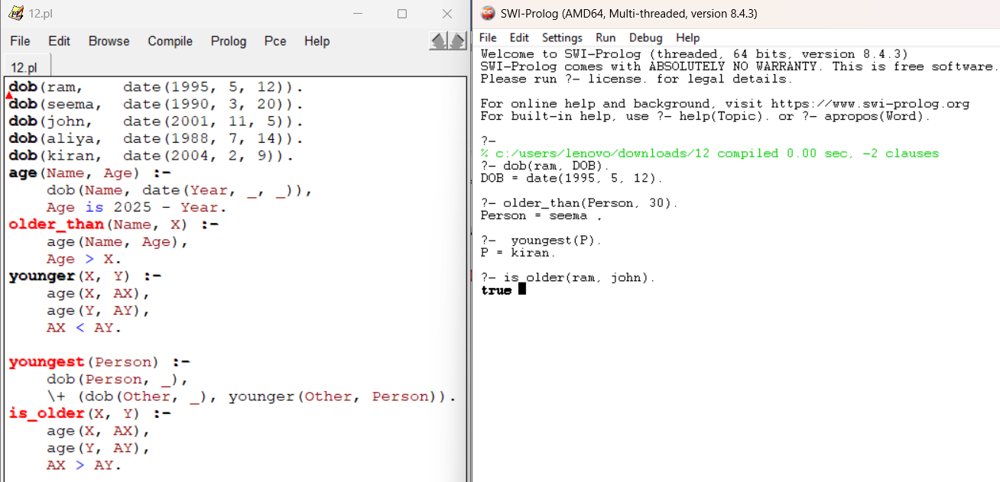 12.pl
File Edit Browse Compile Prolog Pce Help
12.pl
dob(ram,    date(1995, 5, 12)).
dob(seema,  date(1990, 3, 20)).
dob(john,   date(2001, 11, 5)).
dob(aliya,  date(1988, 7, 14)).
dob(kiran,  date(2004, 2, 9)).
age(Name, Age) :-
    dob(Name, date(Year, _, _)),
    Age is 2025 - Year.
older_than(Name, X) :-
    age(Name, Age),
    Age > X.
younger(X, Y) :-
    age(X, AX),
    age(Y, AY),
    AX < AY.

youngest(Person) :-
    dob(Person, _),
    \+ (dob(Other, _), younger(Other, Person)).
is_older(X, Y) :-
    age(X, AX),
    age(Y, AY),
    AX > AY.
SWI-Prolog (AMD64, Multi-threaded, version 8.4.3)
File Edit Settings Run Debug Help
Welcome to SWI-Prolog (threaded, 64 bits, version 8.4.3)
SWI-Prolog comes with ABSOLUTELY NO WARRANTY. This is free software.
Please run ?- license. for legal details.

For online help and background, visit https://www.swi-prolog.org
For built-in help, use ?- help(Topic). or ?- apropos(Word).

?-
% c:/users/lenovo/downloads/12 compiled 0.00 sec, -2 clauses
?- dob(ram, DOB).
DOB = date(1995, 5, 12).

?- older_than(Person, 30).
Person = seema .

?-  youngest(P).
P = kiran.

?- is_older(ram, john).
true